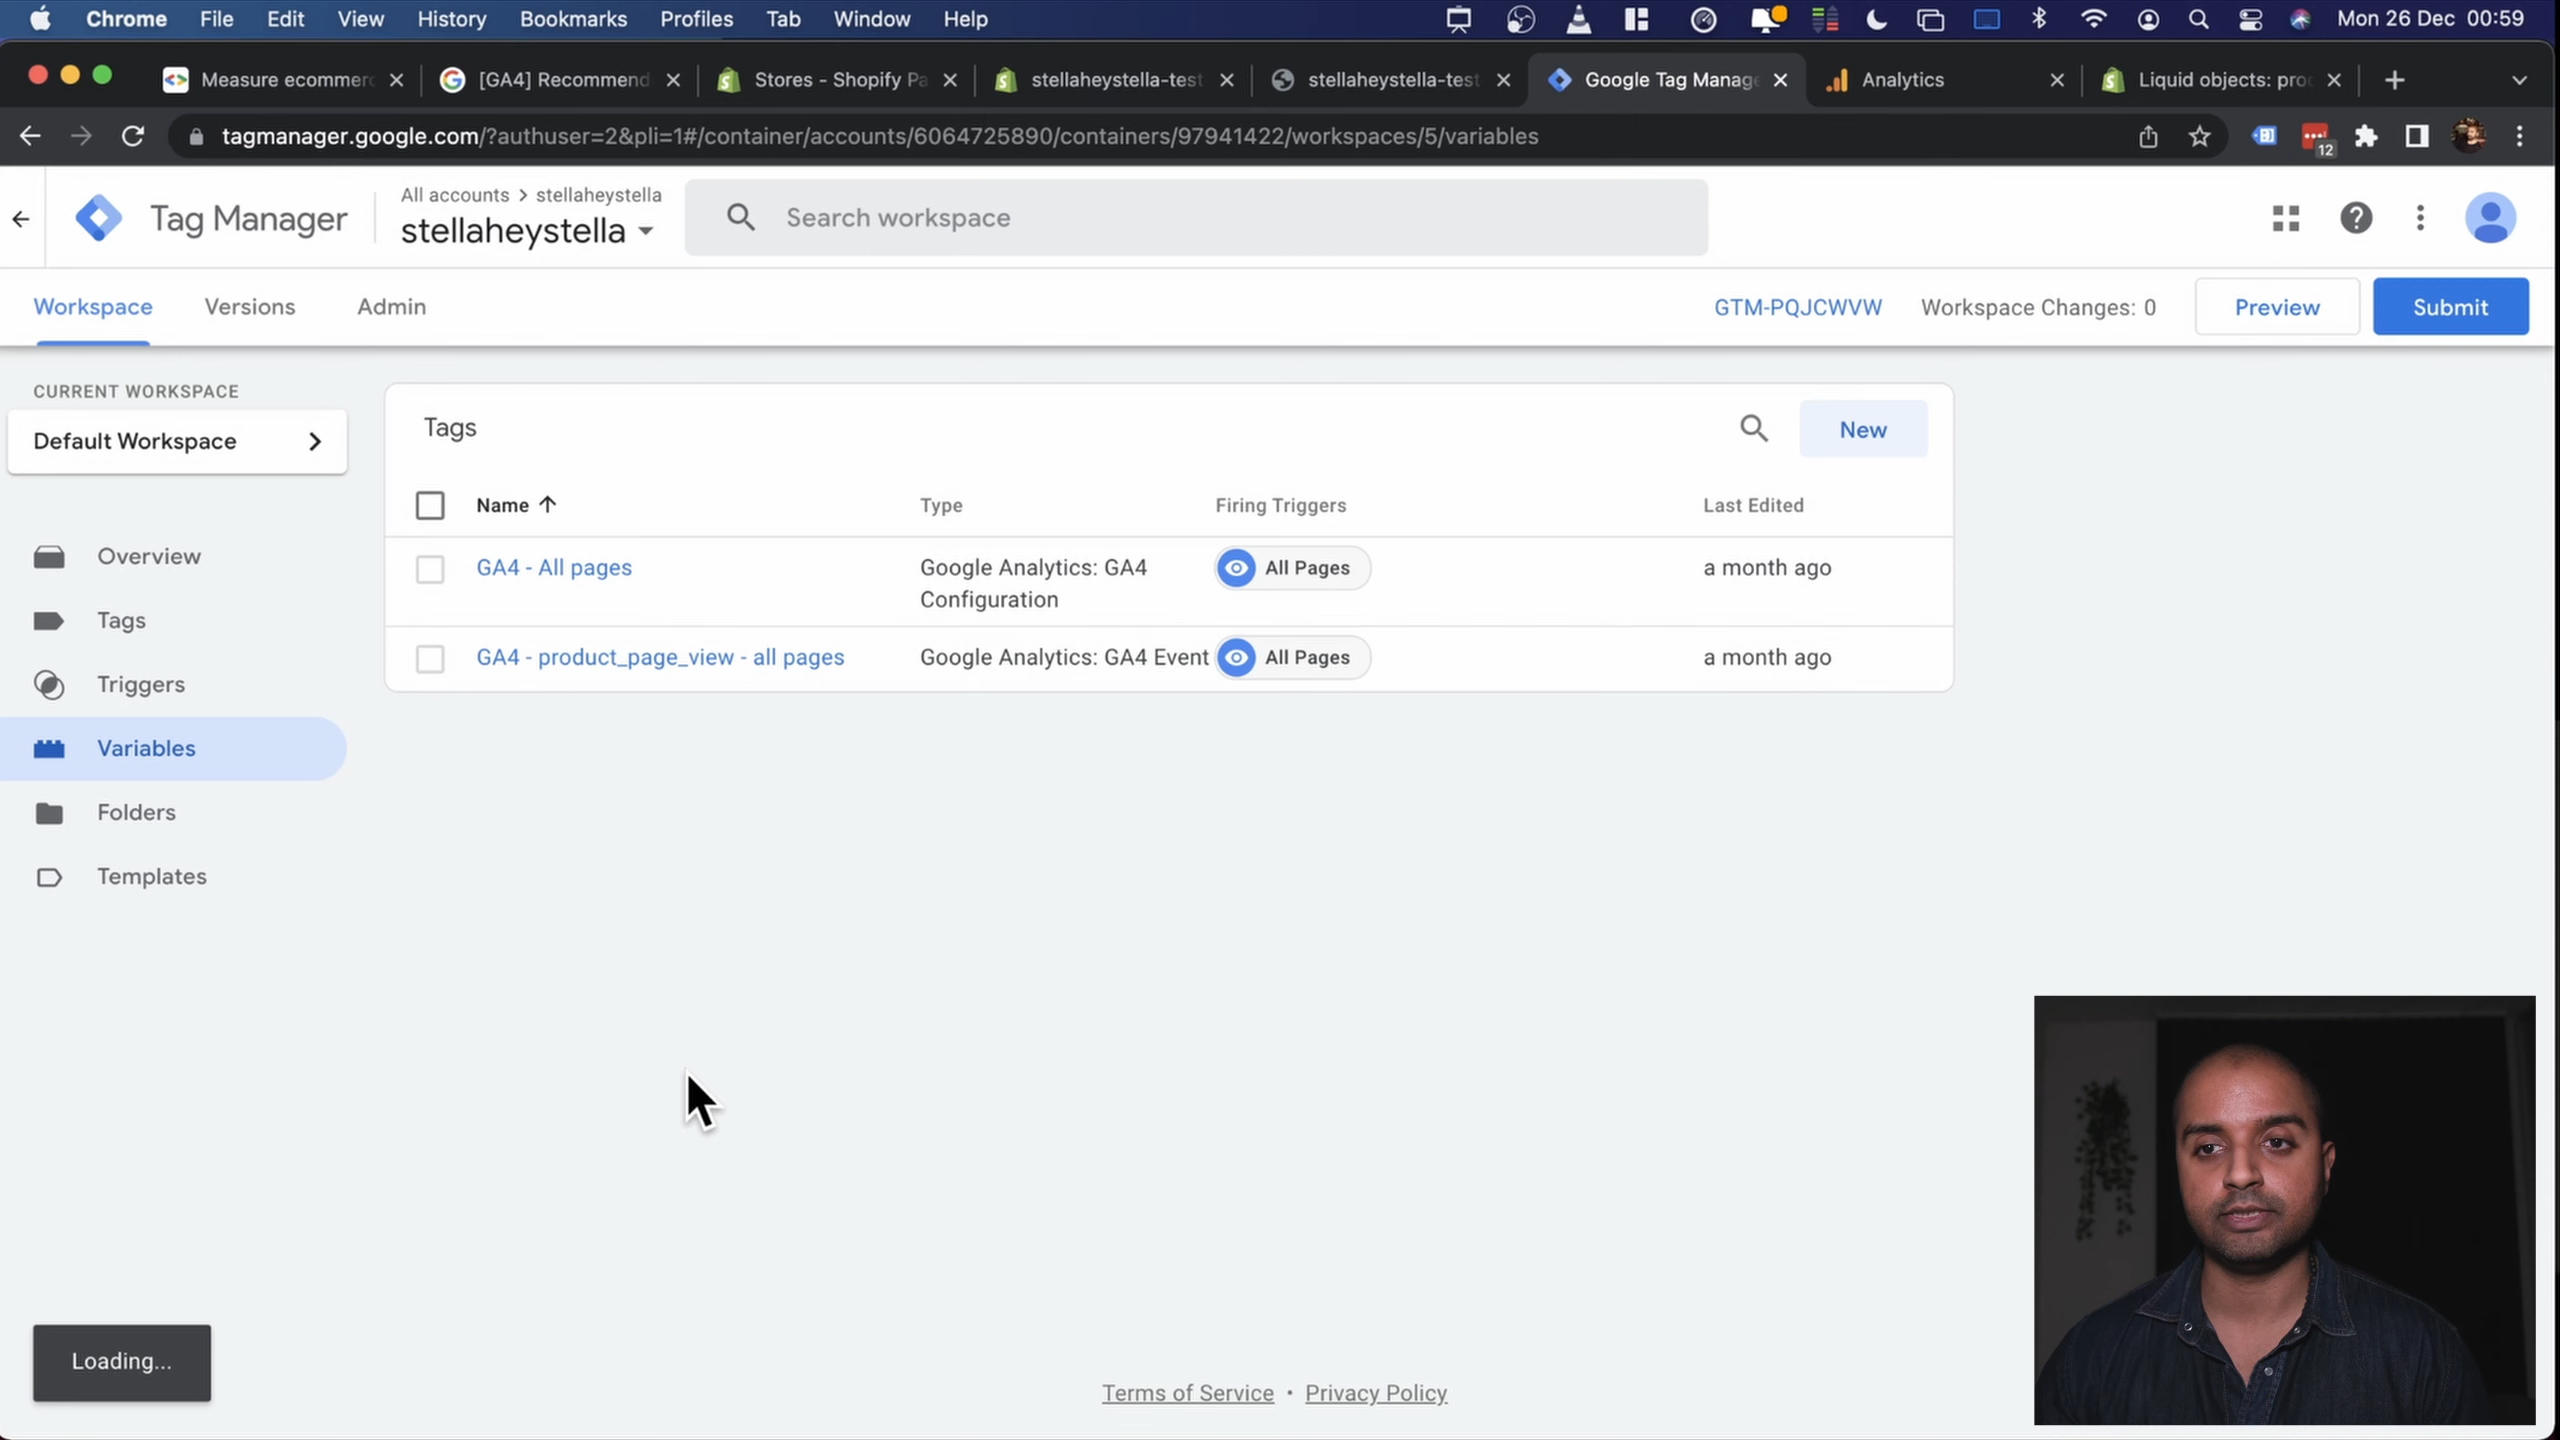 Chrome File Edit View History Bookmarks Profiles Tab Window Help Mon 26 Dec 00:59
Measure ecommerc [GA4] Recommend Stores - Shopify Pa stellaheystella-test stellaheystella-test Google Tag Manage Analytics Liquid objects: proc
tagmanager.google.com/?authuser=2&pli=1#/container/accounts/6064725890/containers/97941422/workspaces/5/variables
12
Tag Manager
All accounts > stellaheystella
stellaheystella
Search workspace
Workspace Versions Admin GTM-PQJCWVW Workspace Changes: 0 Preview Submit
CURRENT WORKSPACE
Default Workspace
Overview
Tags
Triggers
Variables
Folders
Templates
Tags New
Name Type Firing Triggers Last Edited
GA4 - All pages Google Analytics: GA4 Configuration All Pages a month ago
GA4 - product_page_view - all pages Google Analytics: GA4 Event All Pages a month ago
Loading...
Terms of Service • Privacy Policy